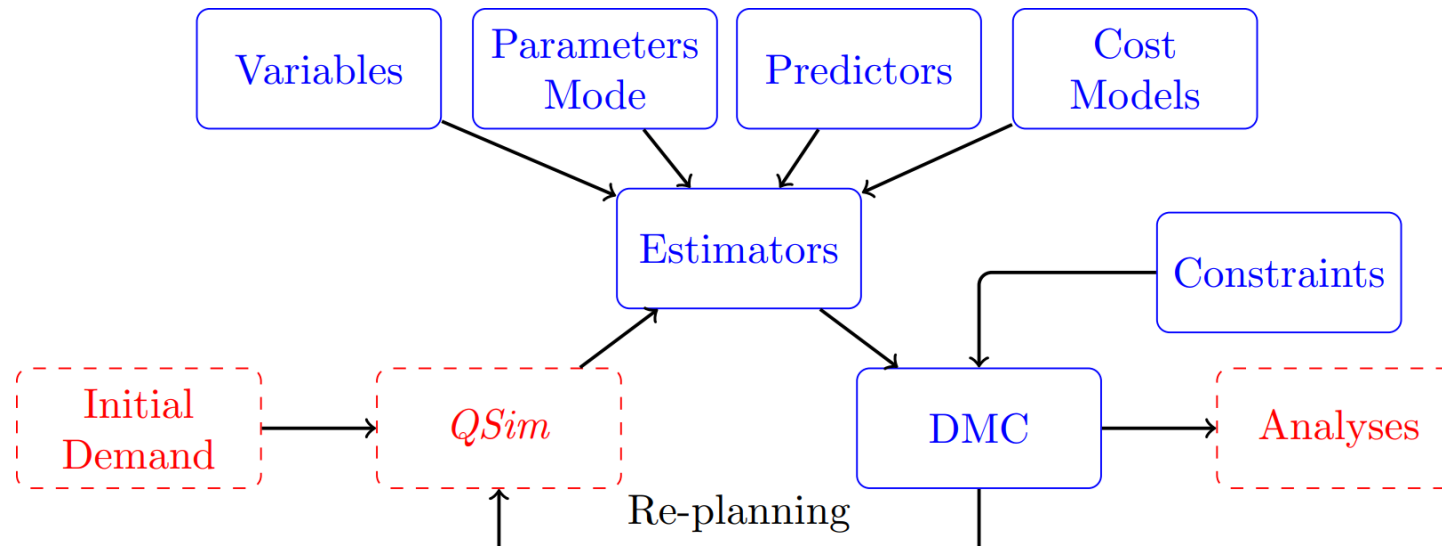 Variables
Parameters
Mode
Predictors
Cost
Models
Estimators
Constraints
Initial
Demand
QSim
DMC
Analyses
Re-planning